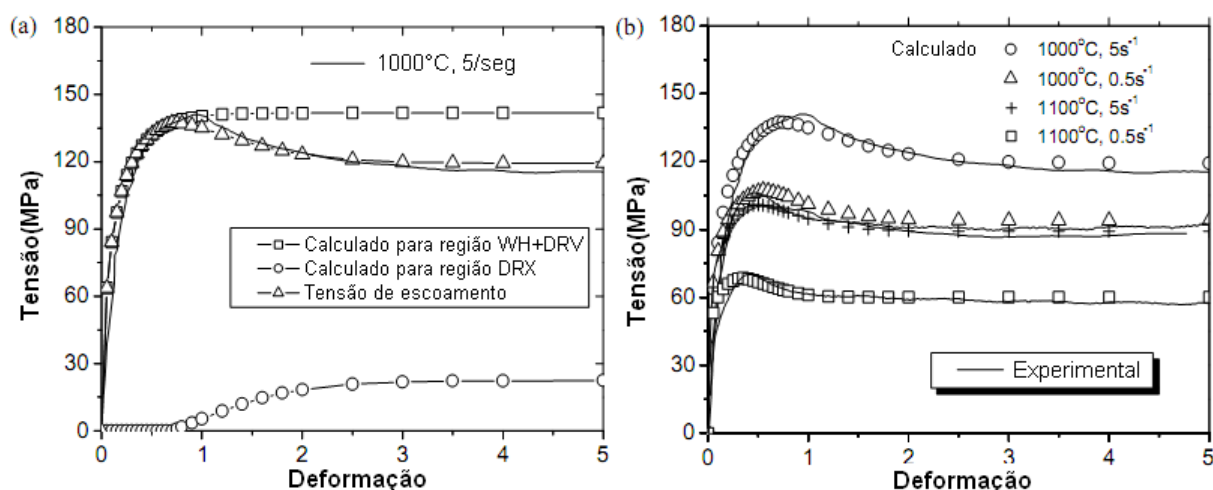 (a)
180
150
120
90
60
30
0
Tensão(MPa)
1000°C, 5/seg
Calculado para região WH+DRV
Calculado para região DRX
Tensão de escoamento
0 1 2 3 4 5
Deformação
(b)
180
150
120
90
60
30
0
Tensão(MPa)
Calculado
1000°C, 5s⁻¹
1000°C, 0.5s⁻¹
1100°C, 5s⁻¹
1100°C, 0.5s⁻¹
Experimental
0 1 2 3 4 5
Deformação